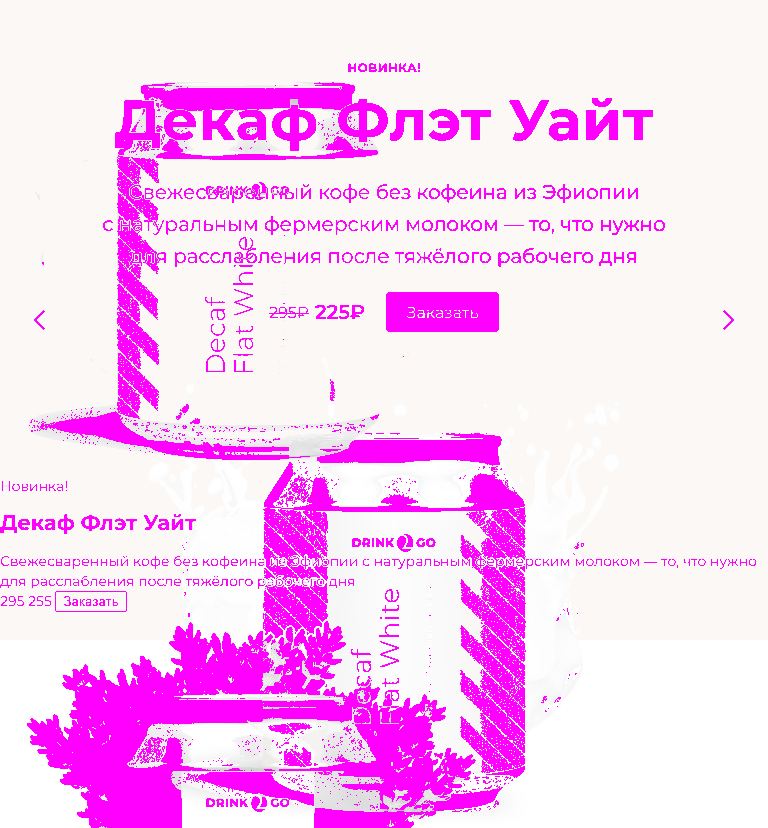 НОВИНКА!
Декаф Флэт Уайт
DRINK 2 GO
Свежесваренный кофе без кофеина из Эфиопии
с натуральным фермерским молоком — то, что нужно
для расслабления после тяжёлого рабочего дня
Decaf
Flat White
295₽ 225₽ Заказать
Новинка!
Декаф Флэт Уайт
DRINK 2 GO
Свежесваренный кофе без кофеина из Эфиопии с натуральным фермерским молоком — то, что нужно
для расслабления после тяжёлого рабочего дня
295 255 Заказать
Decaf
Flat White
DRINK 2 GO